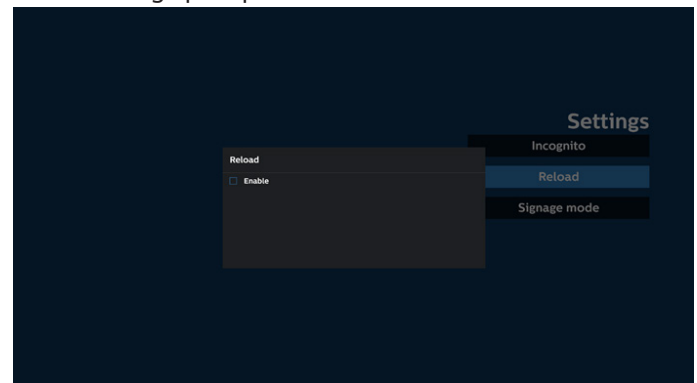 Settings
Incognito
Reload
Signage mode
Reload
Enable